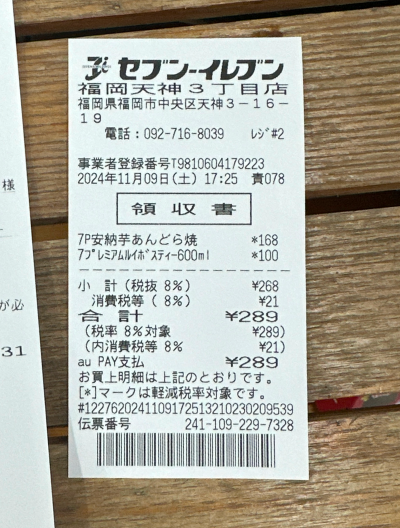 セブン-イレブン
福岡天神3丁目店
福岡県福岡市中央区天神3-16-
19
電話：092-716-8039 ﾚｼﾞ#2
事業者登録番号T9810604179223
2024年11月09日(土) 17:25 責078
領収書
7P安納芋あんどら焼 *168
7ﾌﾟﾚﾐｱﾑﾙｲﾎﾞｽﾃｨｰ600ml *100
小 計(税抜 8%) ¥268
消費税等( 8%) ¥21
合計 ¥289
(税率 8%対象 ¥289)
(内消費税等 8% ¥21)
au PAY支払 ¥289
お買上明細は上記のとおりです。
[*]マークは軽減税率対象です。
#1227620241109172513210230209539
伝票番号 241-109-229-7328
様
が必
31